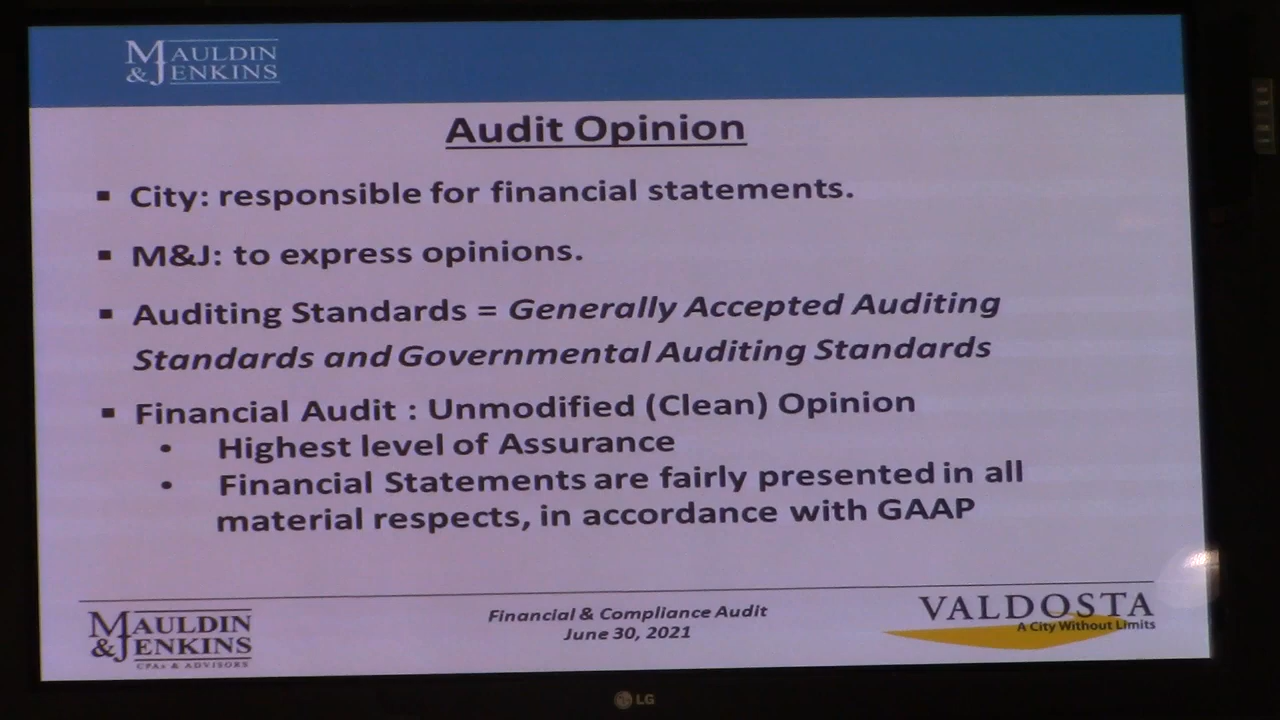 MAULDIN
& JENKINS
Audit Opinion
▪ City: responsible for financial statements.
▪ M&J: to express opinions.
▪ Auditing Standards = Generally Accepted Auditing
Standards and Governmental Auditing Standards
▪ Financial Audit : Unmodified (Clean) Opinion
• Highest level of Assurance
• Financial Statements are fairly presented in all
material respects, in accordance with GAAP
MAULDIN
& JENKINS
CPAs & ADVISORS
Financial & Compliance Audit
June 30, 2021
VALDOSTA
A City Without Limits
LG